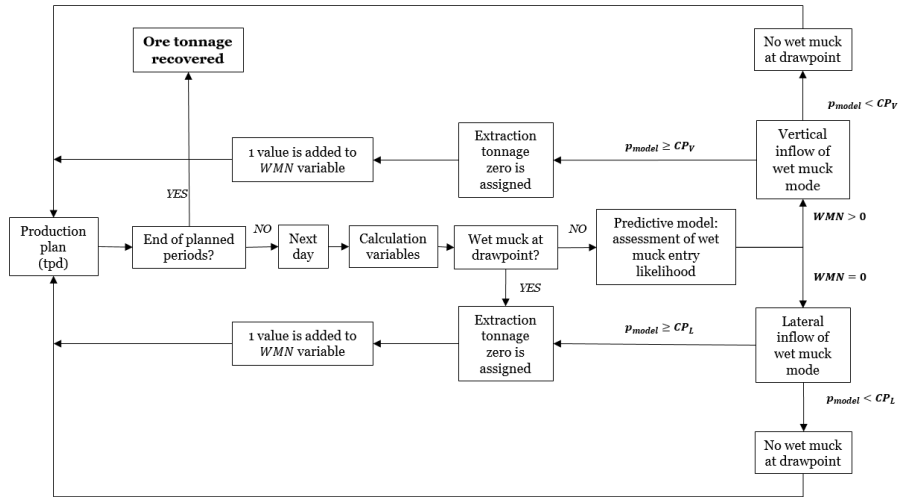 Ore tonnage
recovered
No wet muck
at drawpoint
p_model < CP_V
1 value is added to
WMN variable
Extraction
tonnage
zero is
assigned
p_model ≥ CP_V
Vertical
inflow of
wet muck
mode
YES
WMN > 0
Production
plan
(tpd)
End of planned
periods?
NO
Next
day
Calculation
variables
Wet muck at
drawpoint?
NO
Predictive model:
assessment of wet
muck entry
likelihood
WMN = 0
YES
1 value is added to
WMN variable
Extraction
tonnage
zero is
assigned
p_model ≥ CP_L
Lateral
inflow of
wet muck
mode
p_model < CP_L
No wet muck
at drawpoint